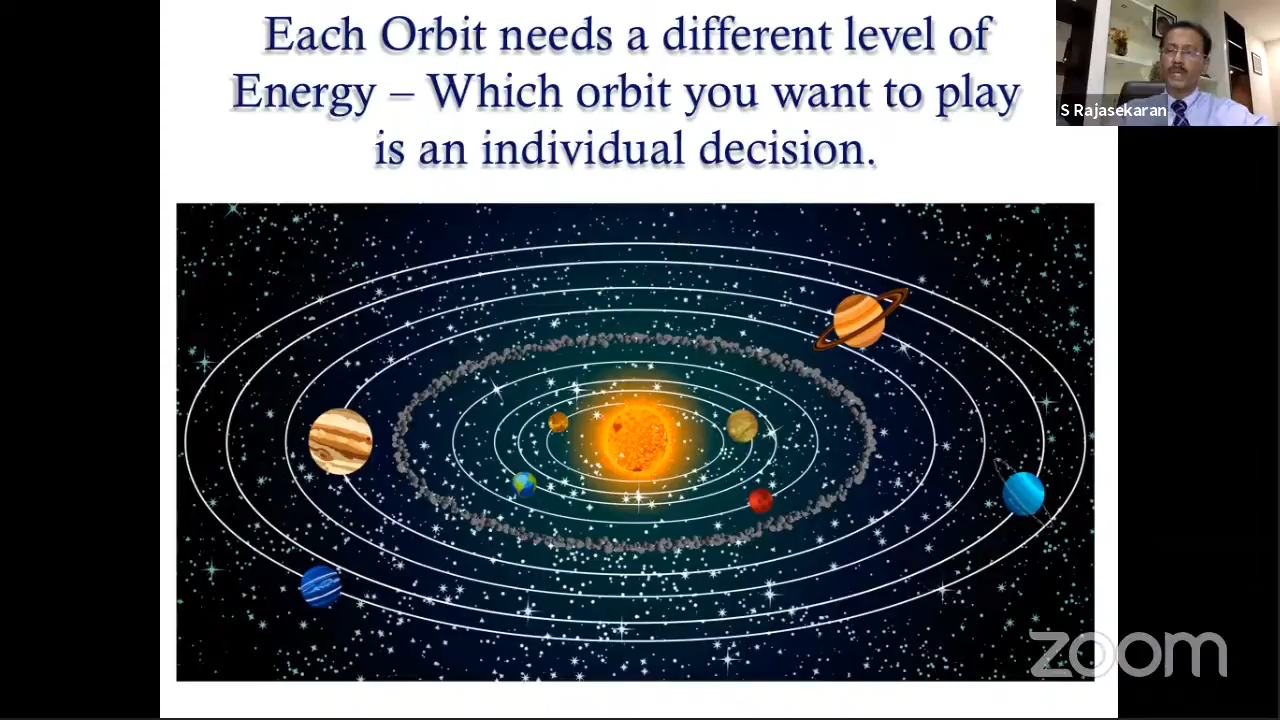 Each Orbit needs a different level of
Energy – Which orbit you want to play
is an individual decision.
S Rajasekaran
zoom